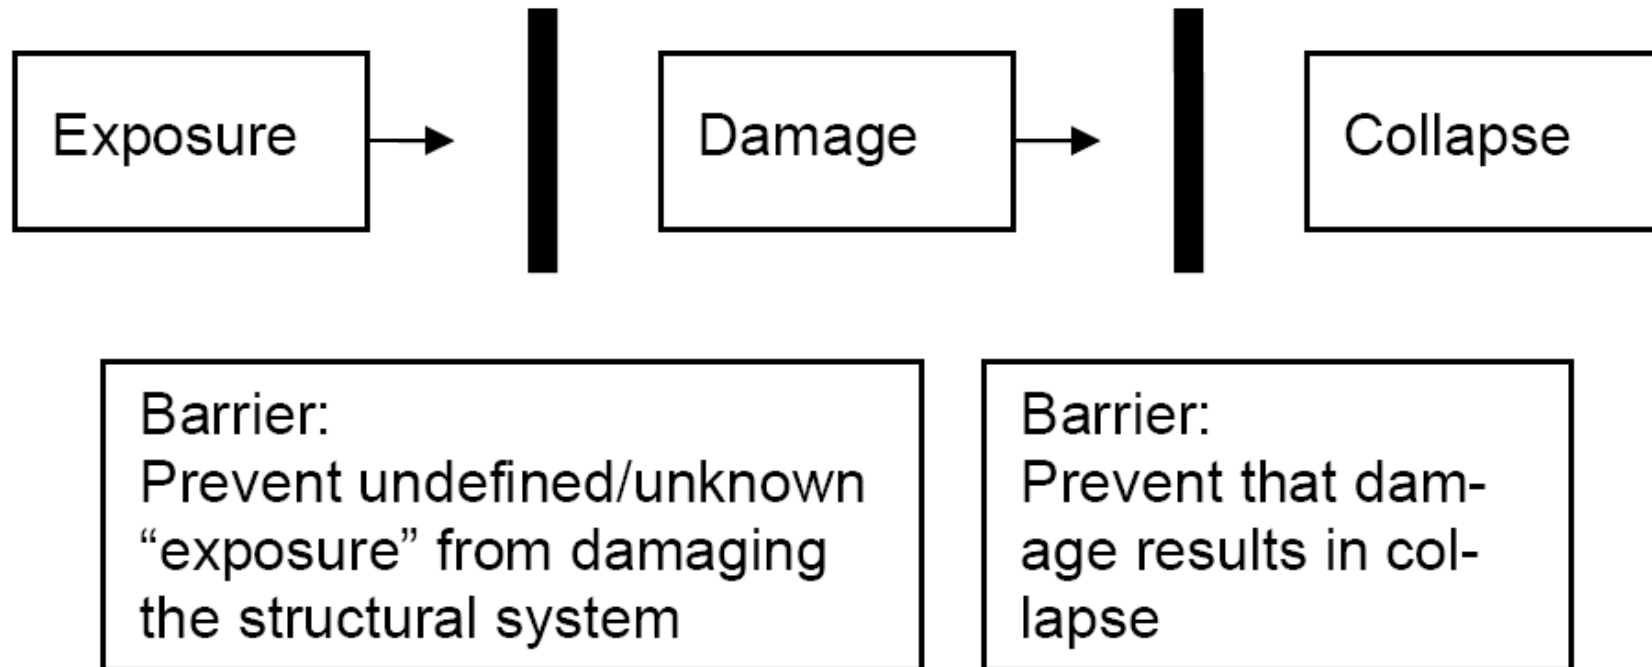 Exposure
Damage
Collapse
Barrier:
Prevent undefined/unknown
“exposure” from damaging
the structural system
Barrier:
Prevent that dam-
age results in col-
lapse